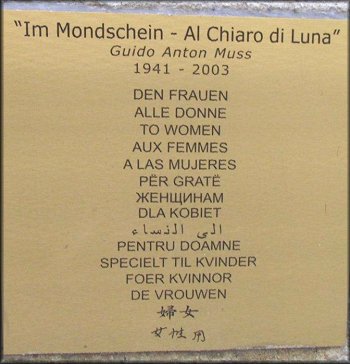 "Im Mondschein - Al Chiaro di Luna"
Guido Anton Muss
1941 - 2003
DEN FRAUEN
ALLE DONNE
TO WOMEN
AUX FEMMES
A LAS MUJERES
PËR GRATË
ЖЕНЩИНАМ
DLA KOBIET
الى النساء
PENTRU DOAMNE
SPECIELT TIL KVINDER
FOER KVINNOR
DE VROUWEN
婦女
女性用